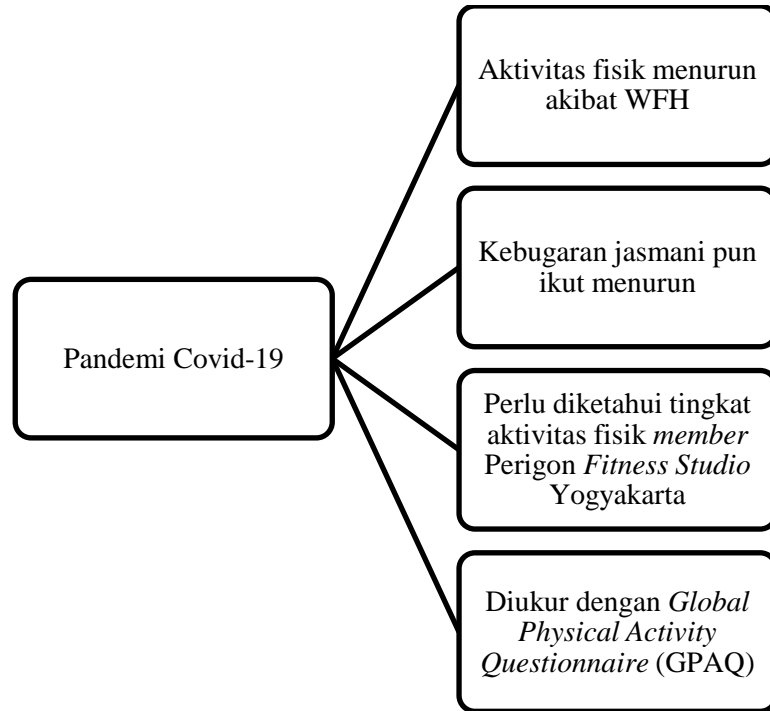 Pandemi Covid-19
Aktivitas fisik menurun
akibat WFH
Kebugaran jasmani pun
ikut menurun
Perlu diketahui tingkat
aktivitas fisik member
Perigon Fitness Studio
Yogyakarta
Diukur dengan Global
Physical Activity
Questionnaire (GPAQ)